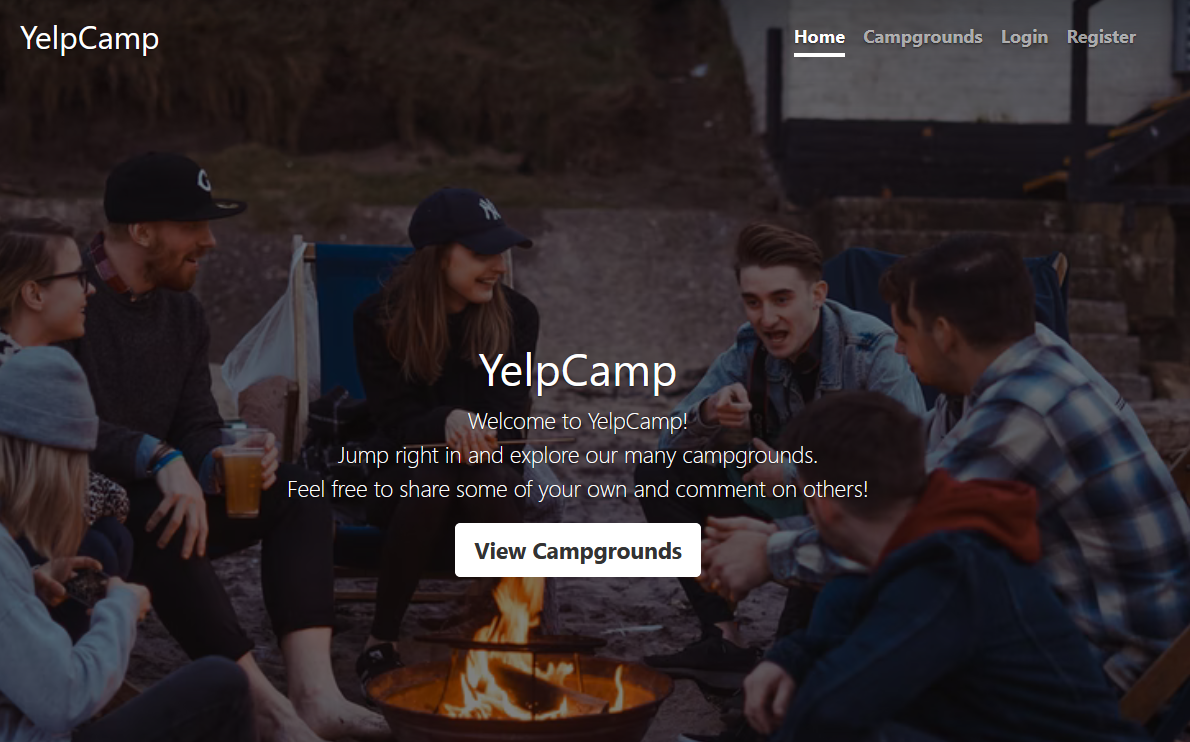 YelpCamp
Home Campgrounds Login Register
YelpCamp
Welcome to YelpCamp!
Jump right in and explore our many campgrounds.
Feel free to share some of your own and comment on others!
View Campgrounds